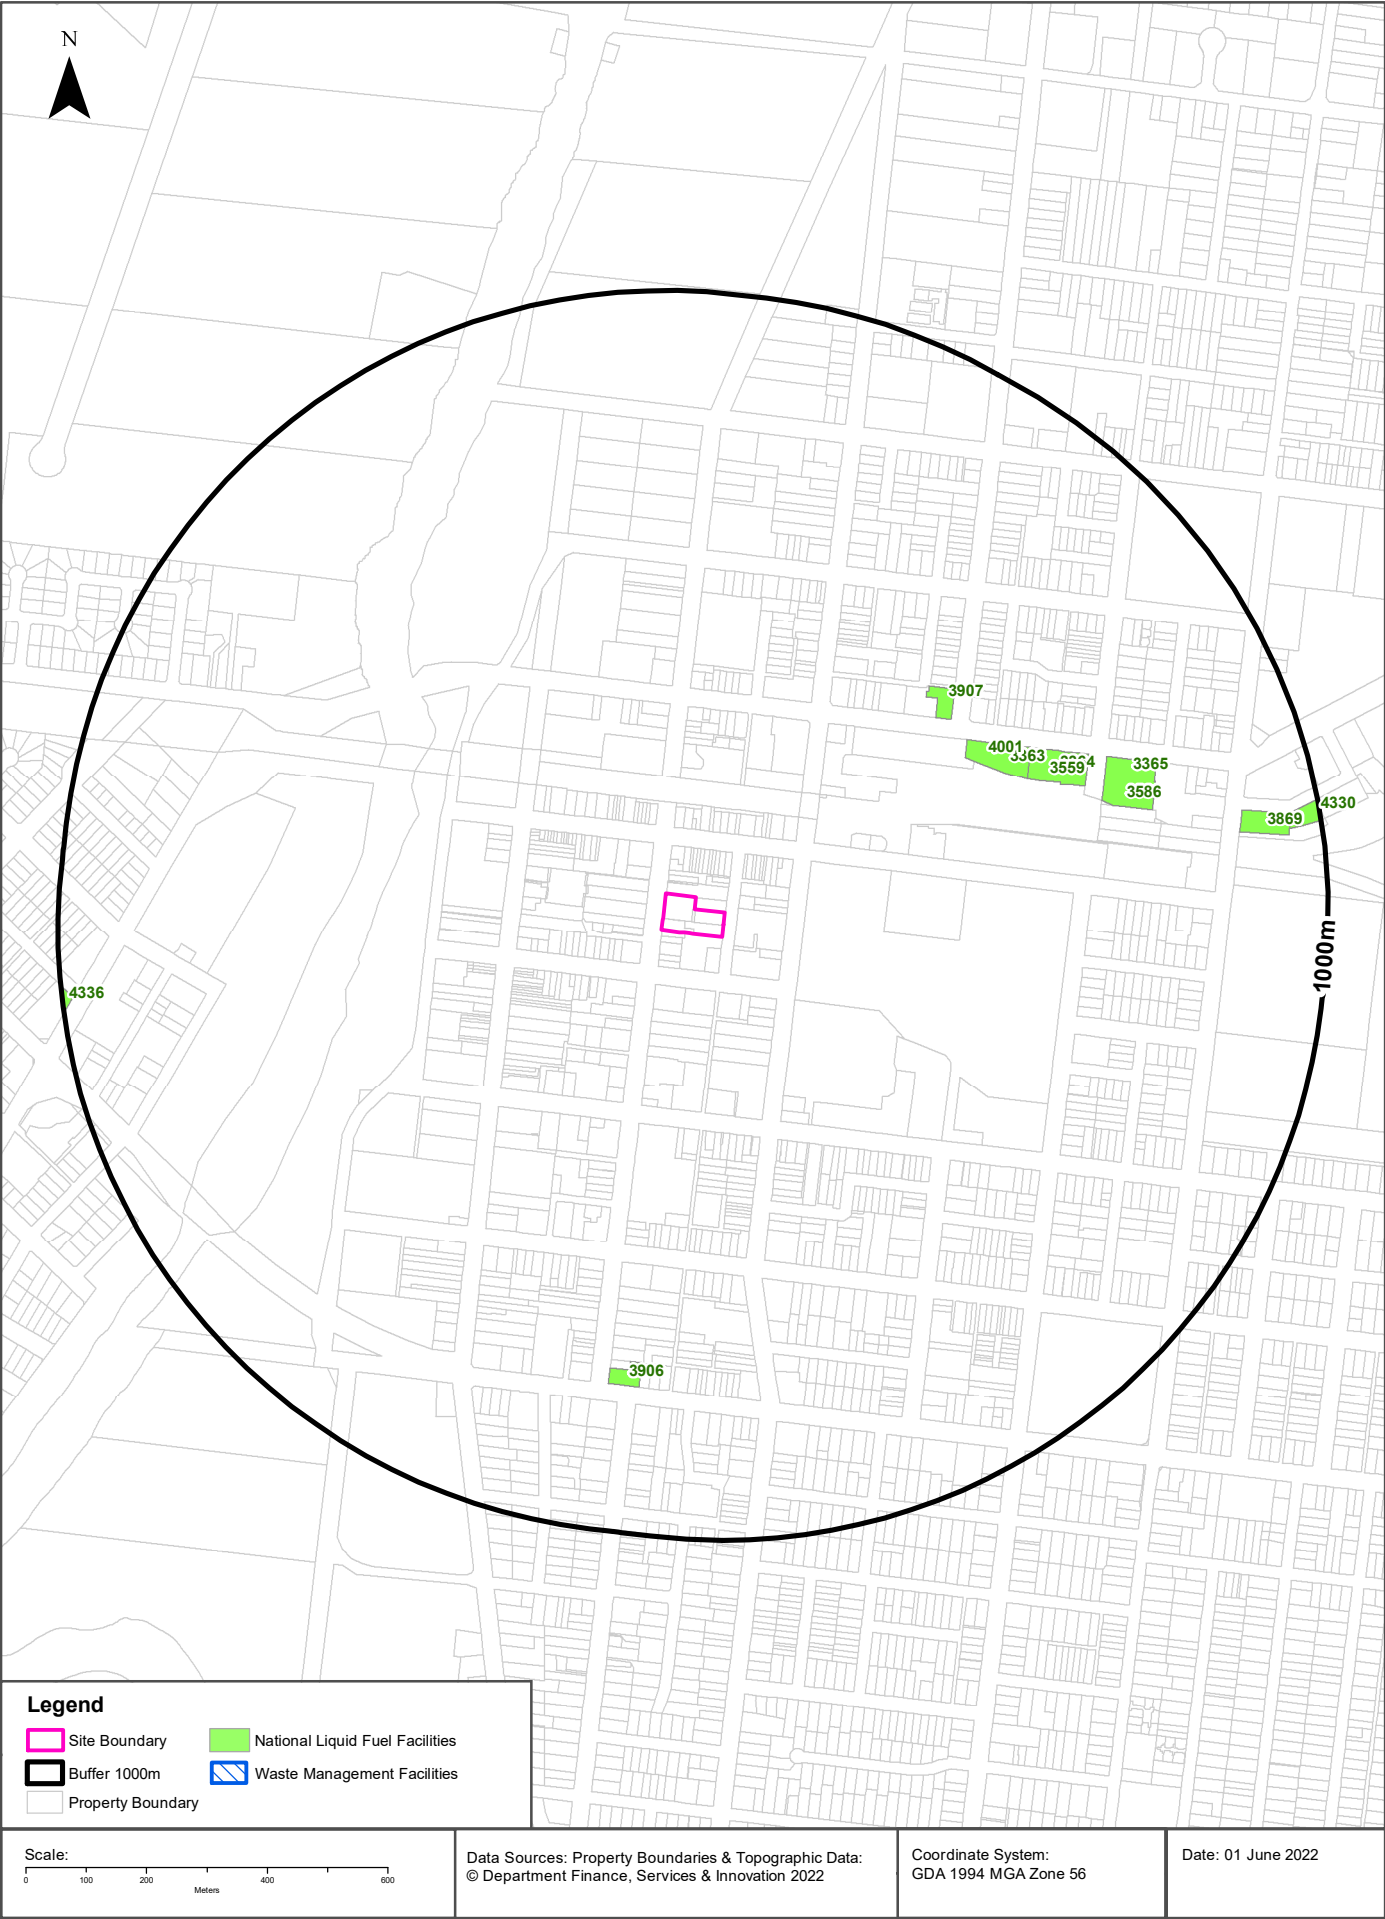 N
3907
4001
3363
3559
3365
3586
4330
3869
1000m
4336
3906
Legend
Site Boundary
National Liquid Fuel Facilities
Buffer 1000m
Waste Management Facilities
Property Boundary
Scale:
0 100 200 400 600
Meters
Data Sources: Property Boundaries & Topographic Data:
© Department Finance, Services & Innovation 2022
Coordinate System:
GDA 1994 MGA Zone 56
Date: 01 June 2022